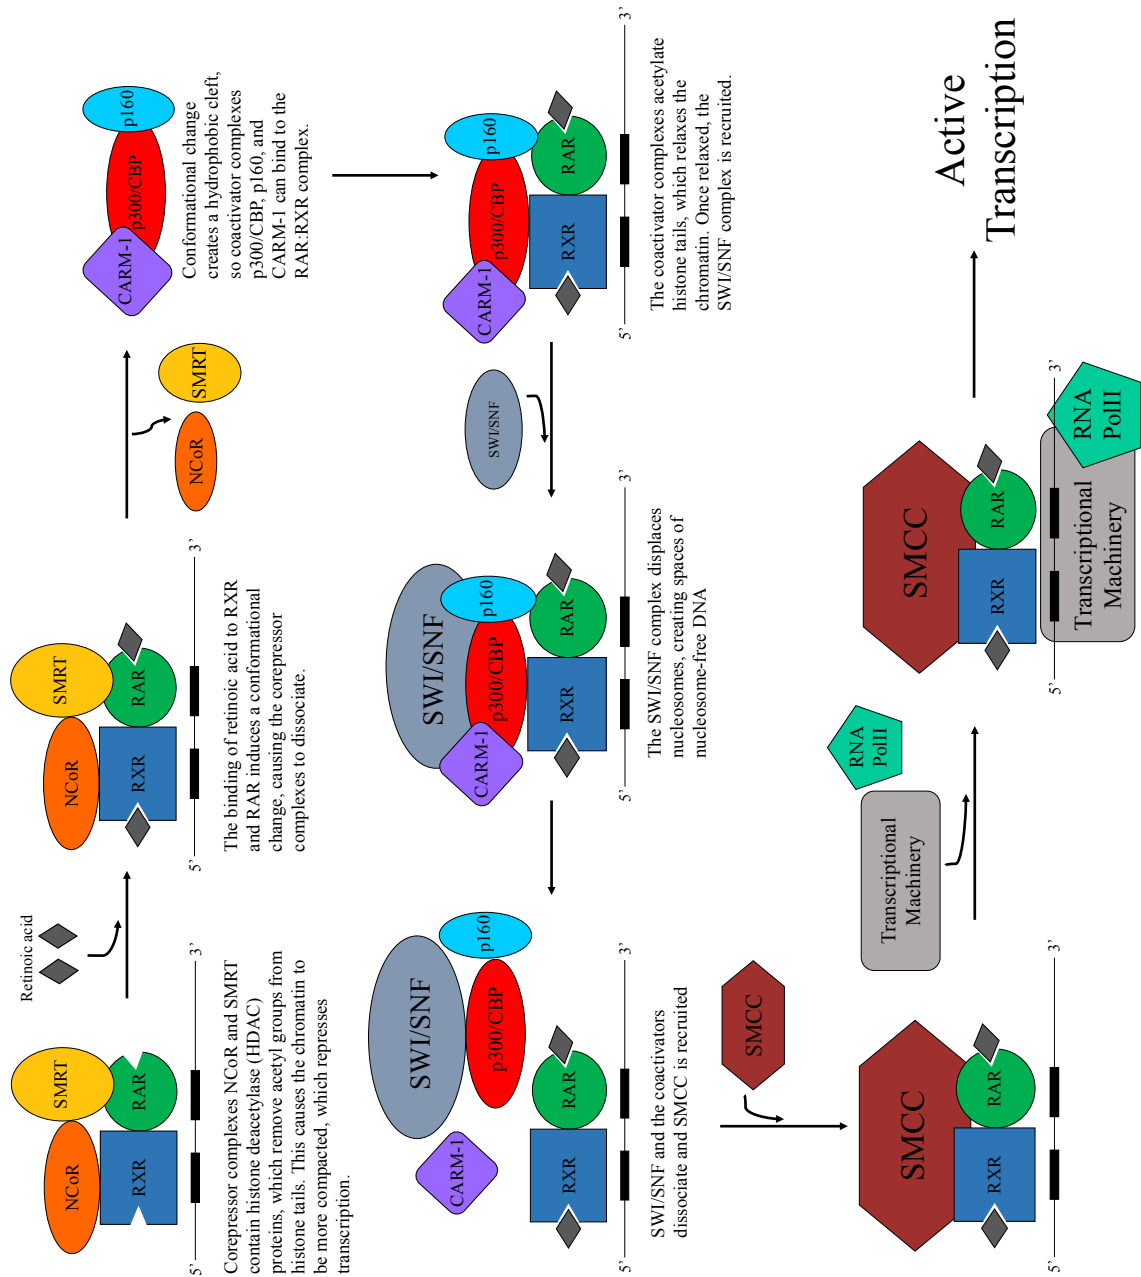 NCoR
SMRT
RXR
RAR
5’
3’
Corepressor complexes NCoR and SMRT
contain histone deacetylase (HDAC)
proteins, which remove acetyl groups from
histone tails. This causes the chromatin to
be more compacted, which represses
transcription.
Retinoic acid
NCoR
SMRT
RXR
RAR
5’
3’
The binding of retinoic acid to RXR
and RAR induces a conformational
change, causing the corepressor
complexes to dissociate.
NCoR
SMRT
CARM-1
p300/CBP
p160
Conformational change
creates a hydrophobic cleft,
so coactivator complexes
p300/CBP, p160, and
CARM-1 can bind to the
RAR:RXR complex.
CARM-1
p300/CBP
p160
RXR
RAR
5’
3’
The coactivator complexes acetylate
histone tails, which relaxes the
chromatin. Once relaxed, the
SWI/SNF complex is recruited.
SWI/SNF
SWI/SNF
CARM-1
p300/CBP
p160
RXR
RAR
5’
3’
The SWI/SNF complex displaces
nucleosomes, creating spaces of
nucleosome-free DNA
SWI/SNF
CARM-1
p300/CBP
p160
RXR
RAR
5’
3’
SWI/SNF and the coactivators
dissociate and SMCC is recruited
SMCC
SMCC
RXR
RAR
5’
3’
Transcriptional
Machinery
RNA
PolII
SMCC
RXR
RAR
5’
3’
Transcriptional
Machinery
RNA
PolII
Active
Transcription